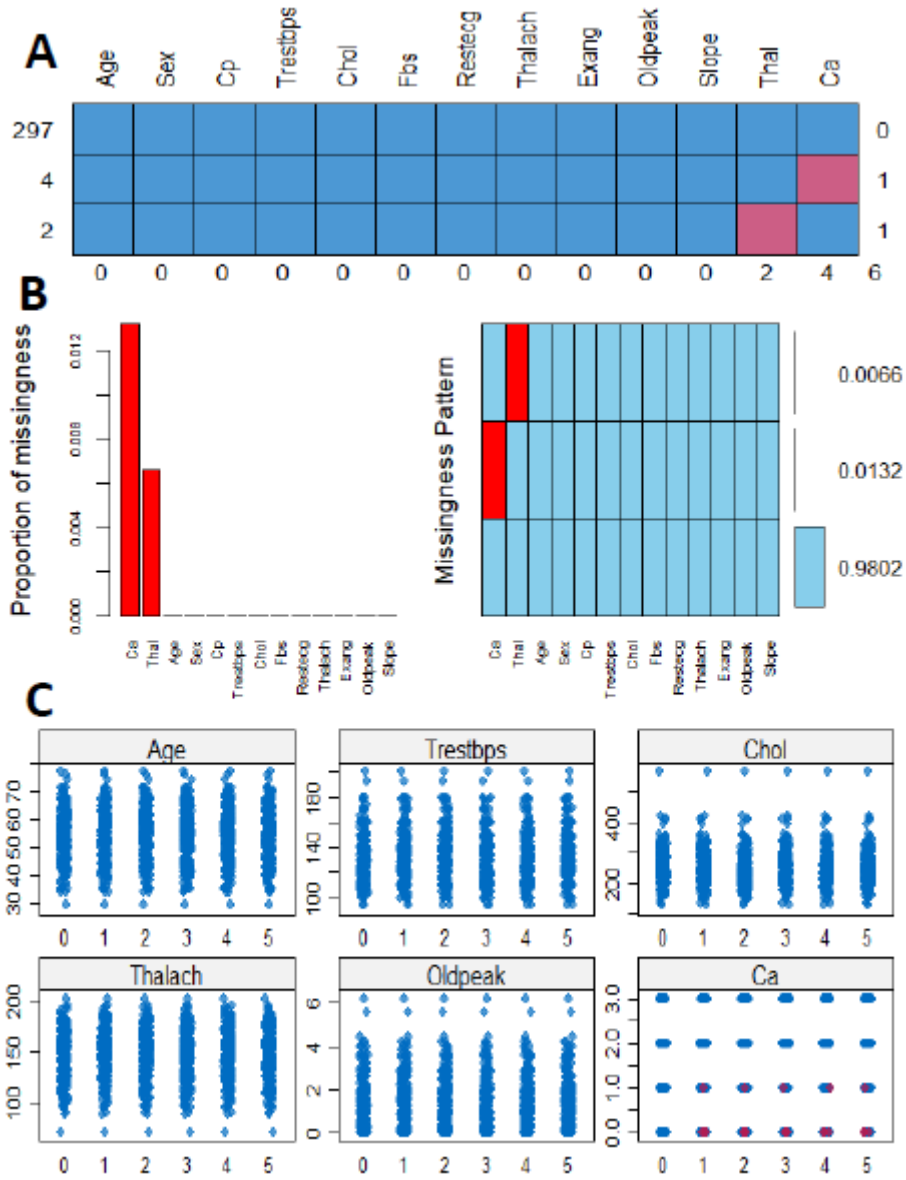 A
Age Sex Cp Trestbps Chol Fbs Restecg Thalach Exang Oldpeak Slope Thal Ca
297 0
4 1
2 1
0 0 0 0 0 0 0 0 0 0 0 2 4 6
B
Proportion of missingness
0.012
0.008
0.004
0.000
Ca Thal Age Sex Cp Trestbps Chol Fbs Restecg Thalach Exang Oldpeak Slope
Missingness Pattern
0.0066
0.0132
0.9802
Ca Thal Age Sex Cp Trestbps Chol Fbs Restecg Thalach Exang Oldpeak Slope
C
Age
70
60
50
40
30
0 1 2 3 4 5
Trestbps
180
140
100
0 1 2 3 4 5
Chol
400
200
0 1 2 3 4 5
Thalach
200
150
100
0 1 2 3 4 5
Oldpeak
6
4
2
0
0 1 2 3 4 5
Ca
3.0
2.0
1.0
0.0
0 1 2 3 4 5